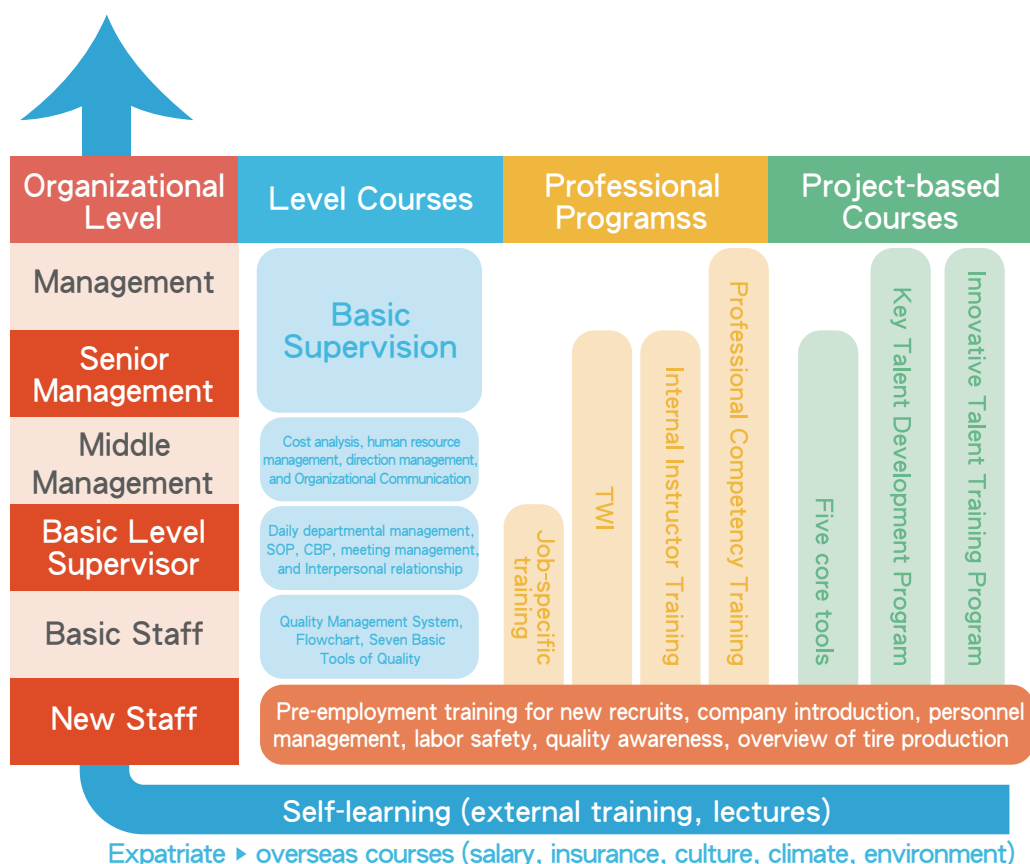 Organizational
Level
Level Courses
Professional
Programss
Project-based
Courses
Management
Senior
Management
Middle
Management
Basic Level
Supervisor
Basic Staff
New Staff
Basic
Supervision
Cost analysis, human resource
management, direction management,
and Organizational Communication
Daily departmental management,
SOP, CBP, meeting management,
and Interpersonal relationship
Quality Management System,
Flowchart, Seven Basic
Tools of Quality
Job-specific
training
TWI
Internal Instructor Training
Professional Competency Training
Five core tools
Key Talent Development Program
Innovative Talent Training Program
Pre-employment training for new recruits, company introduction, personnel
management, labor safety, quality awareness, overview of tire production
Self-learning (external training, lectures)
Expatriate ▶ overseas courses (salary, insurance, culture, climate, environment)